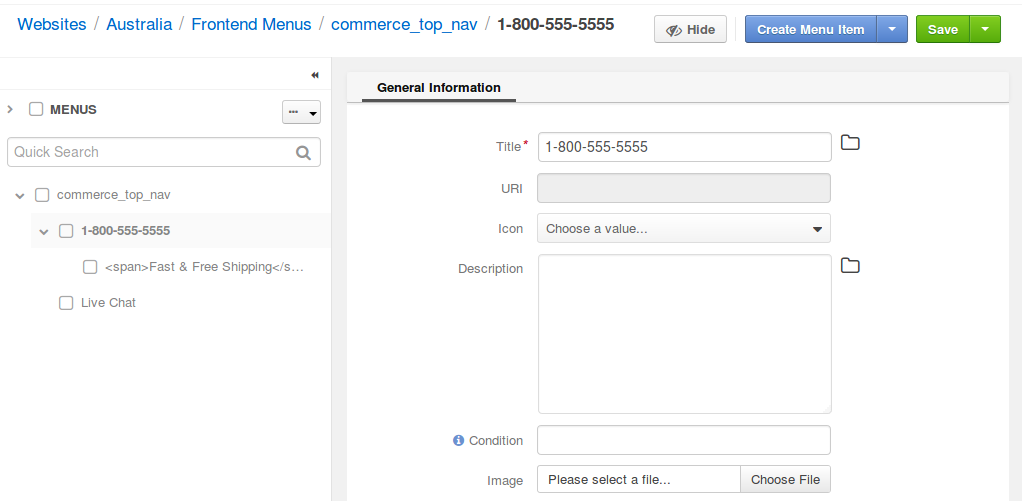 Websites / Australia / Frontend Menus / commerce_top_nav / 1-800-555-5555
Hide
Create Menu Item
Save
MENUS
Quick Search
commerce_top_nav
1-800-555-5555
<span>Fast & Free Shipping</s...
Live Chat
General Information
Title* 1-800-555-5555
URI
Icon Choose a value...
Description
Condition
Image Please select a file... Choose File